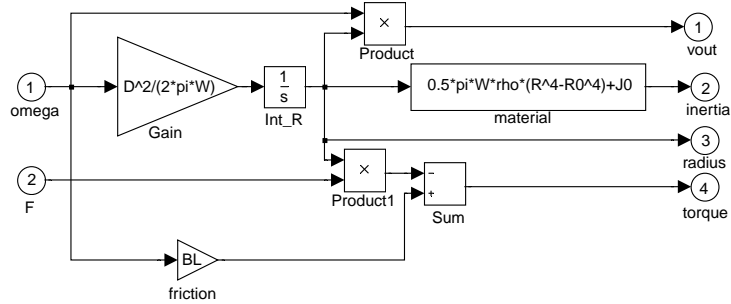 ×
Product
1
vout
1
omega
D^2/(2*pi*W)
Gain
1
s
Int_R
0.5*pi*W*rho*(R^4-R0^4)+J0
material
2
inertia
3
radius
2
F
×
Product1
−
+
Sum
4
torque
BL
friction